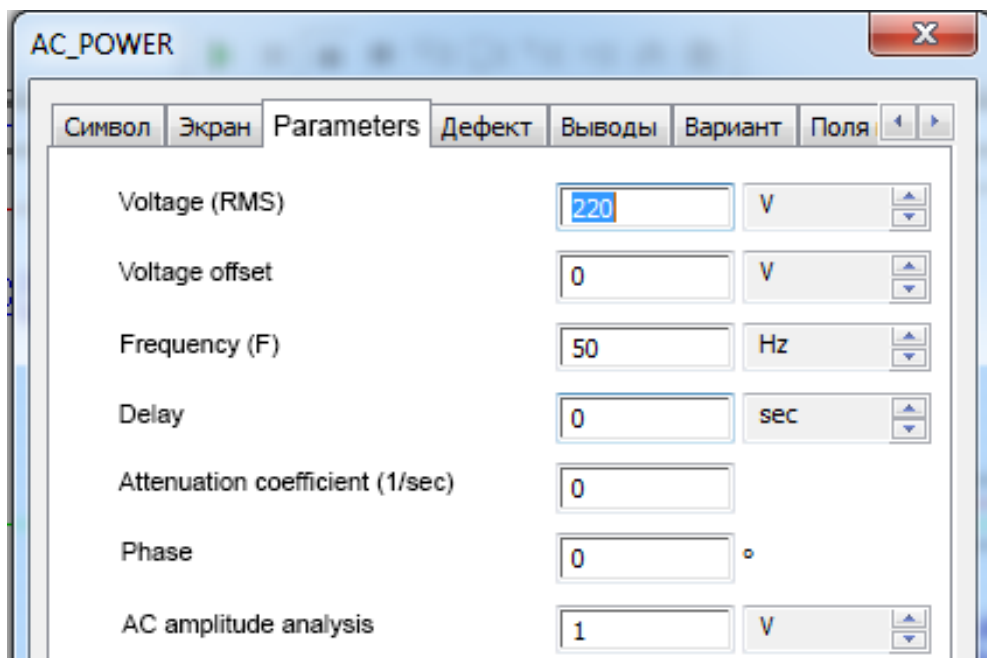 AC_POWER
Символ Экран Parameters Дефект Выводы Вариант Поля
Voltage (RMS) 220 V
Voltage offset 0 V
Frequency (F) 50 Hz
Delay 0 sec
Attenuation coefficient (1/sec) 0
Phase 0 °
AC amplitude analysis 1 V